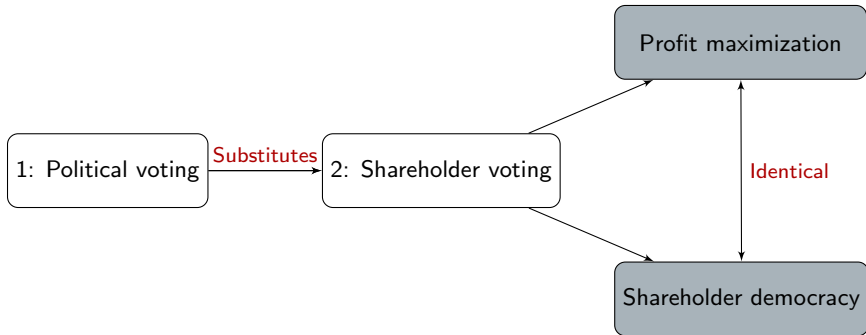 Profit maximization
1: Political voting
Substitutes
2: Shareholder voting
Identical
Shareholder democracy